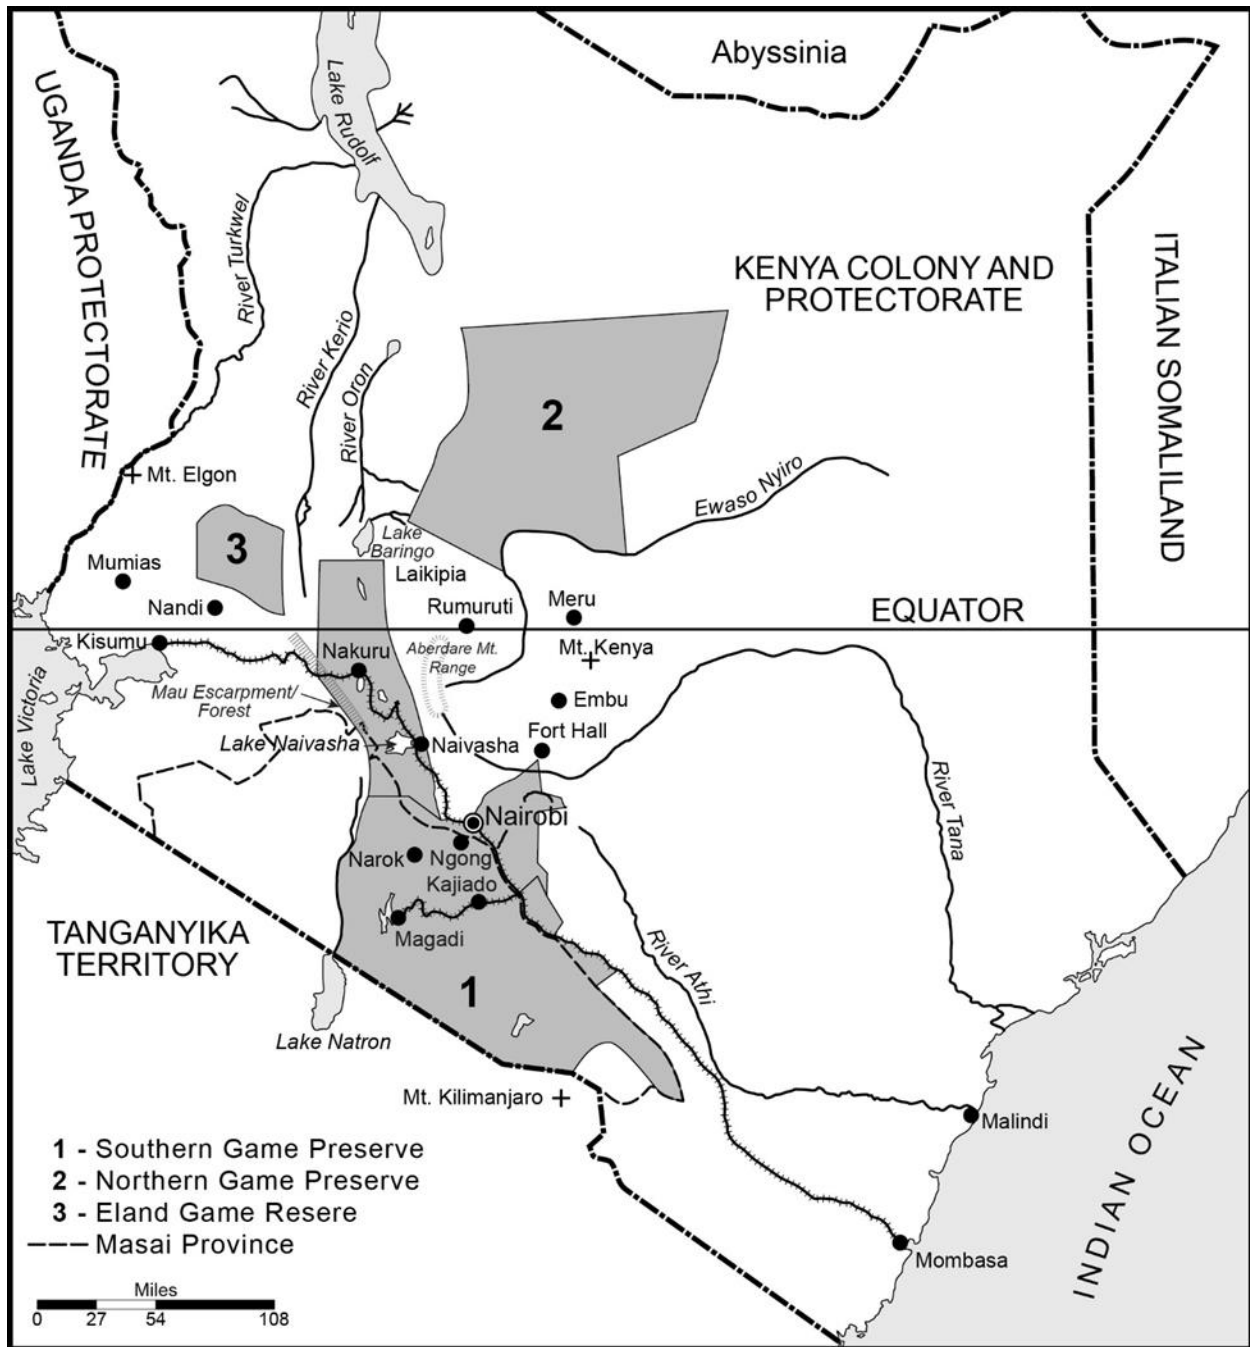 Abyssinia
UGANDA PROTECTORATE
Lake Rudolf
River Turkwel
KENYA COLONY AND
PROTECTORATE
ITALIAN SOMALILAND
River Kerio
River Oron
2
Mt. Elgon
Ewaso Nyiro
3
Lake
Baringo
Mumias
Laikipia
Nandi
Rumuruti
Meru
EQUATOR
Kisumu
Nakuru
Aberdare Mt.
Range
Mt. Kenya
Mau Escarpment/
Forest
Embu
Lake Victoria
Lake Naivasha
Naivasha
Fort Hall
River Tana
Nairobi
Narok
Ngong
Kajiado
Magadi
TANGANYIKA
TERRITORY
River Athi
1
Lake Natron
Mt. Kilimanjaro
Malindi
INDIAN OCEAN
Mombasa
1 - Southern Game Preserve
2 - Northern Game Preserve
3 - Eland Game Resere
Masai Province
Miles
0 27 54 108